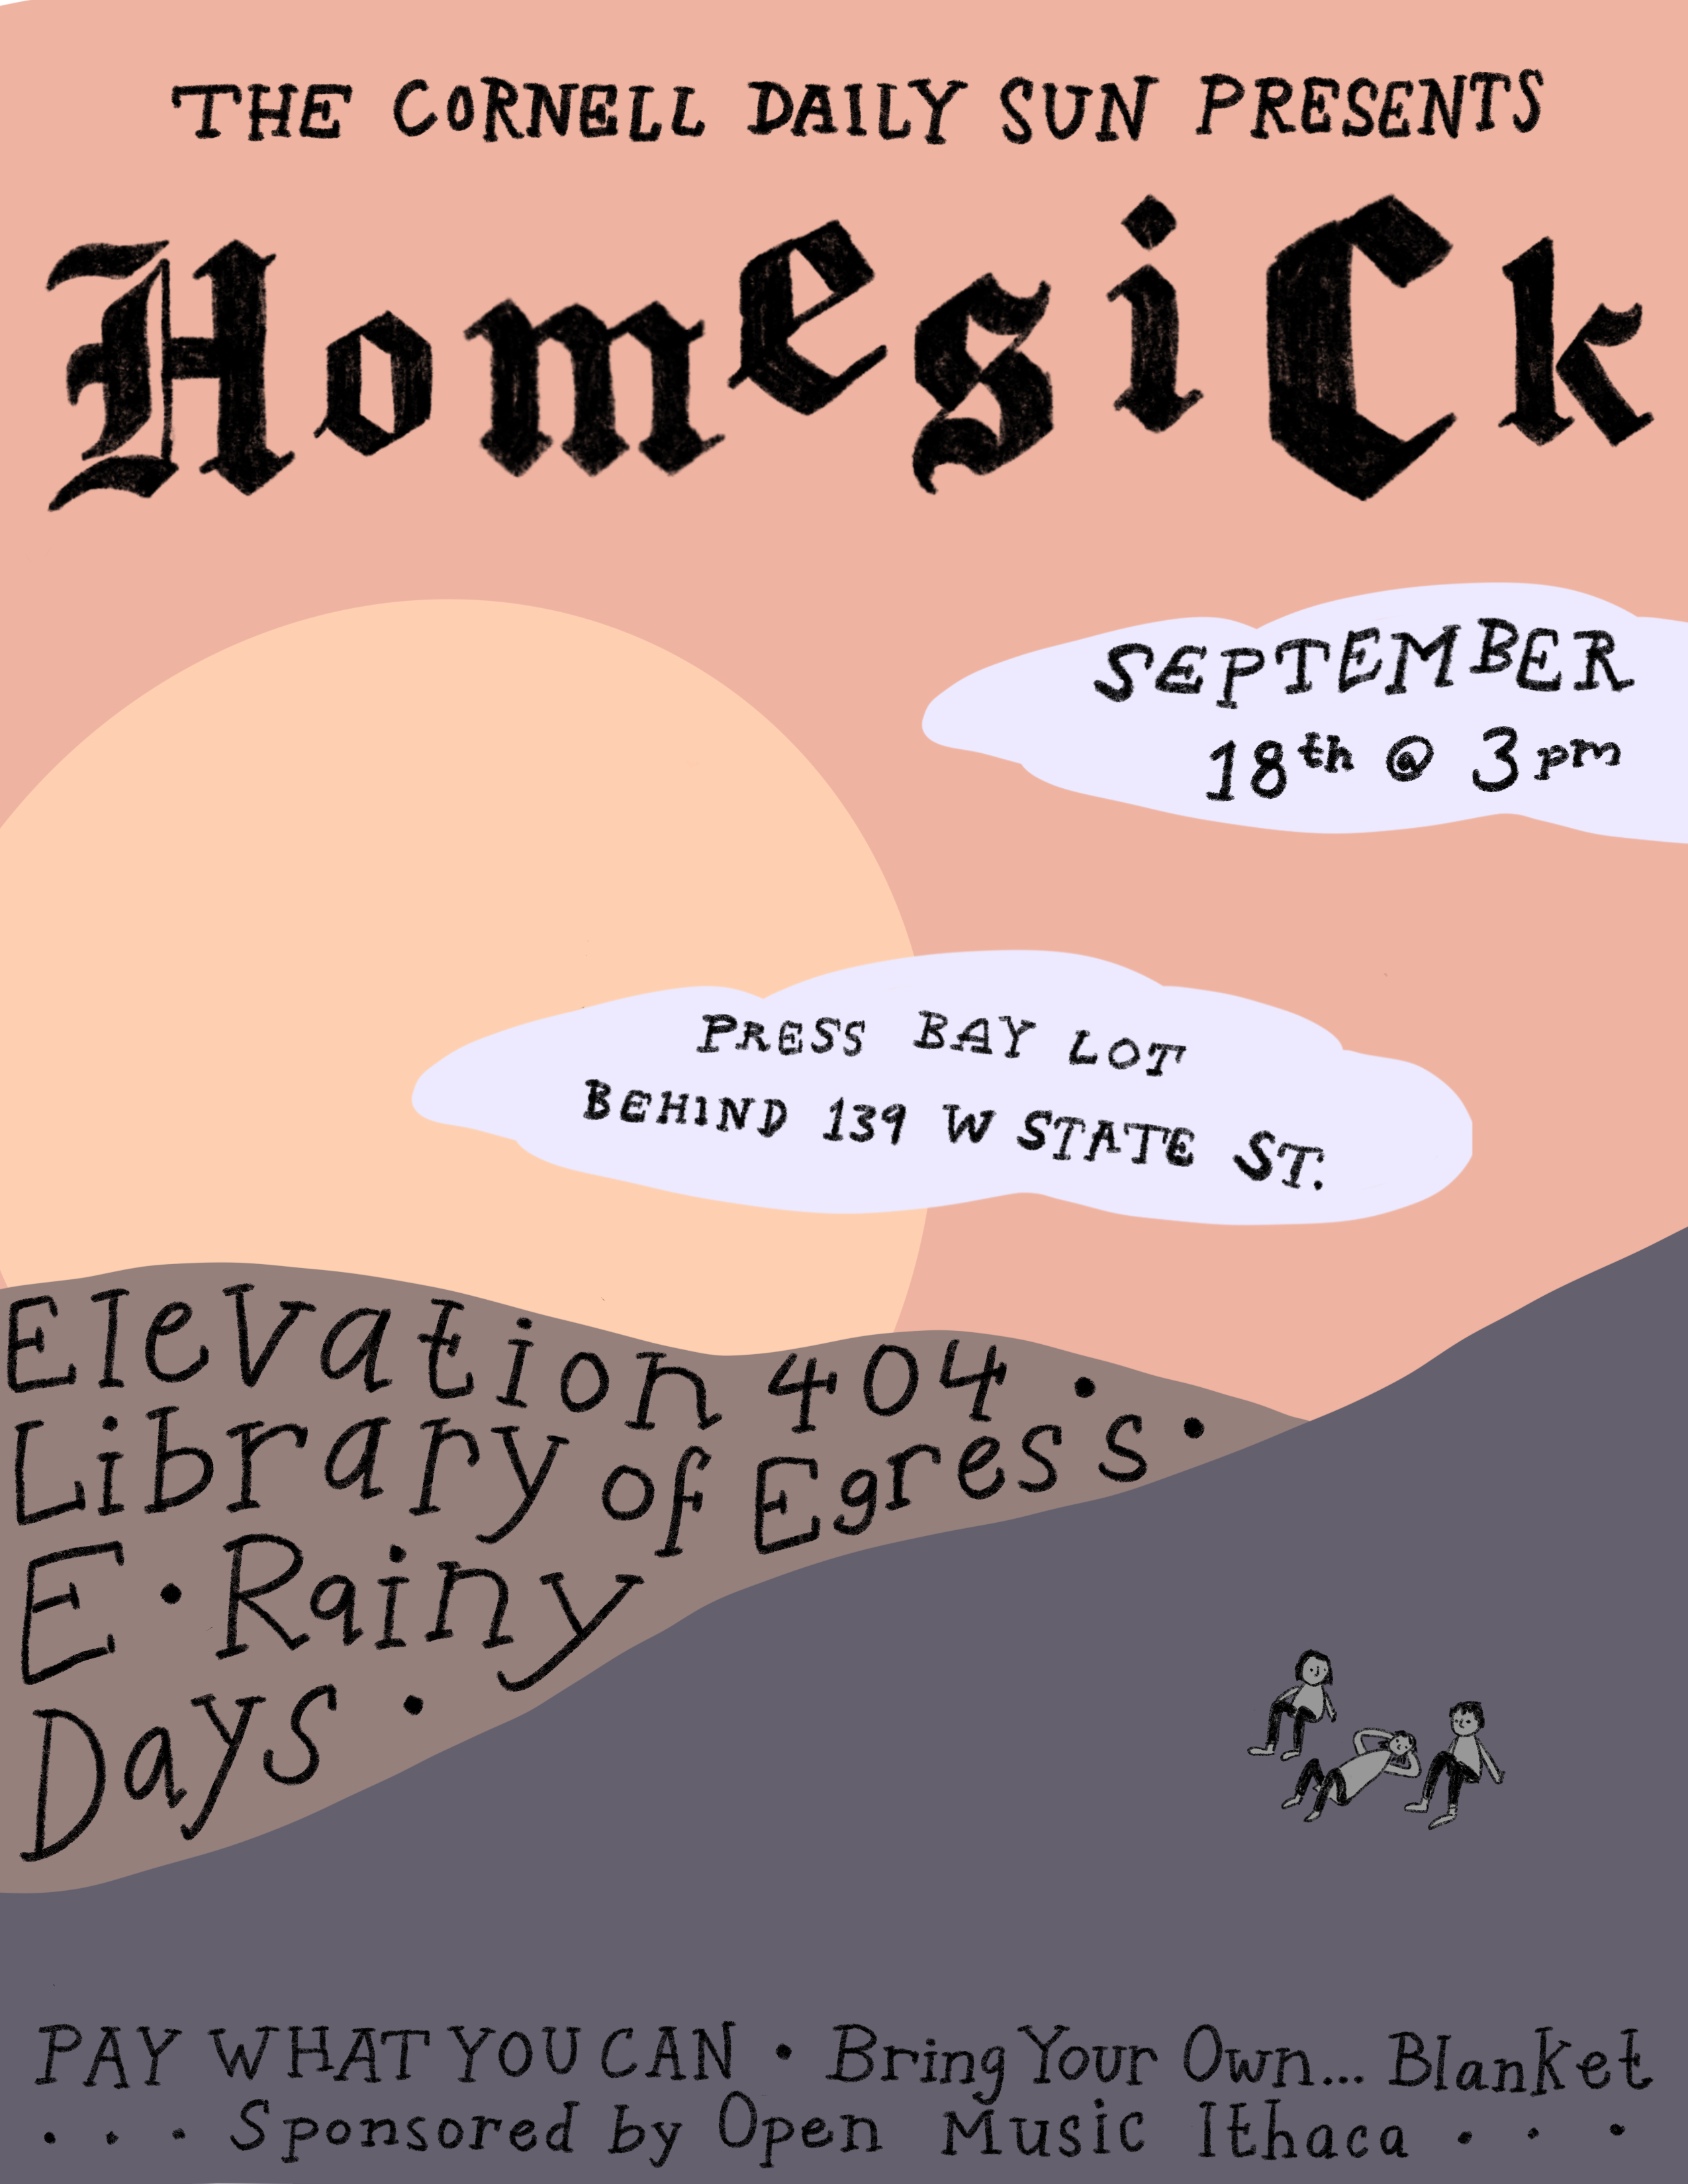 THE CORNELL DAILY SUN PRESENTS
HomesiCk
SEPTEMBER
18th @ 3pm
PRESS BAY LOT
BEHIND 139 W STATE ST.
Elevation 404 •
Library of Egress •
E • Rainy
Days •
PAY WHAT YOU CAN • Bring Your Own... Blanket
. . . Sponsored by Open Music Ithaca . . .